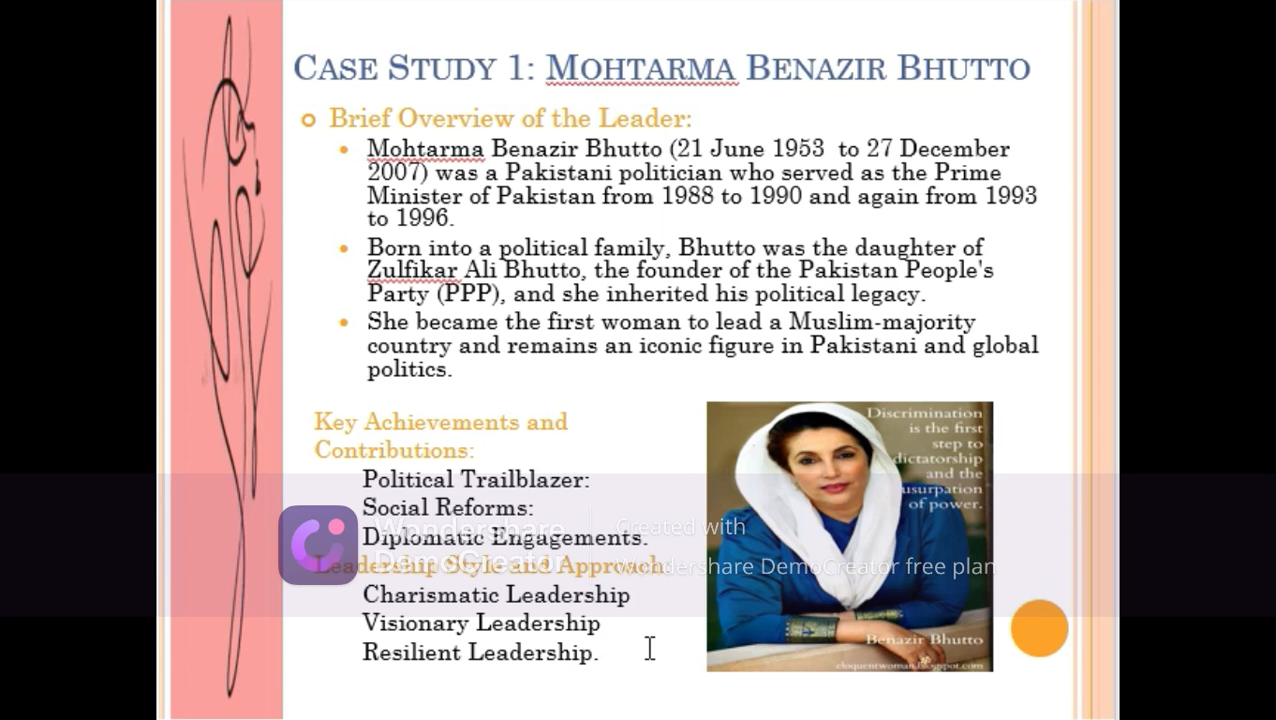 CASE STUDY 1: MOHTARMA BENAZIR BHUTTO
Brief Overview of the Leader:
Mohtarma Benazir Bhutto (21 June 1953 to 27 December
2007) was a Pakistani politician who served as the Prime
Minister of Pakistan from 1988 to 1990 and again from 1993
to 1996.
Born into a political family, Bhutto was the daughter of
Zulfikar Ali Bhutto, the founder of the Pakistan People's
Party (PPP), and she inherited his political legacy.
She became the first woman to lead a Muslim-majority
country and remains an iconic figure in Pakistani and global
politics.
Key Achievements and
Contributions:
Political Trailblazer:
Social Reforms:
Diplomatic Engagements.
Leadership Style and Approach:
Charismatic Leadership
Visionary Leadership
Resilient Leadership.
Discrimination
is the first
step to
dictatorship
and the
usurpation
of power.
Benazir Bhutto
eloquentwoman.blogspot.com
Wondershare
DemoCreator
Created with
Wondershare DemoCreator free plan